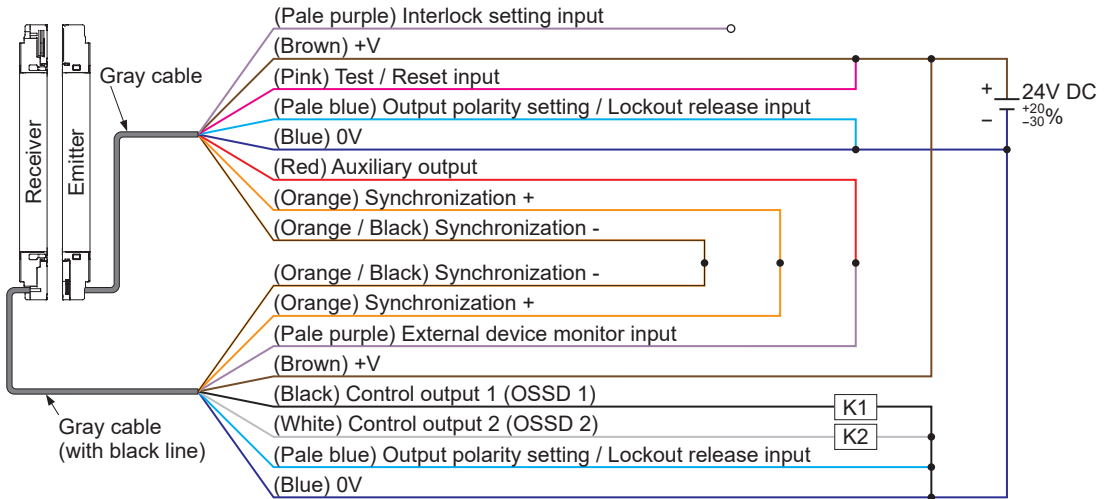 (Pale purple) Interlock setting input
(Brown) +V
Gray cable
(Pink) Test / Reset input
(Pale blue) Output polarity setting / Lockout release input
+
24V DC
+20
−30 %
−
(Blue) 0V
Receiver
Emitter
(Red) Auxiliary output
(Orange) Synchronization +
(Orange / Black) Synchronization -
(Orange / Black) Synchronization -
(Orange) Synchronization +
(Pale purple) External device monitor input
(Brown) +V
(Black) Control output 1 (OSSD 1)
K1
Gray cable
(with black line)
(White) Control output 2 (OSSD 2)
K2
(Pale blue) Output polarity setting / Lockout release input
(Blue) 0V